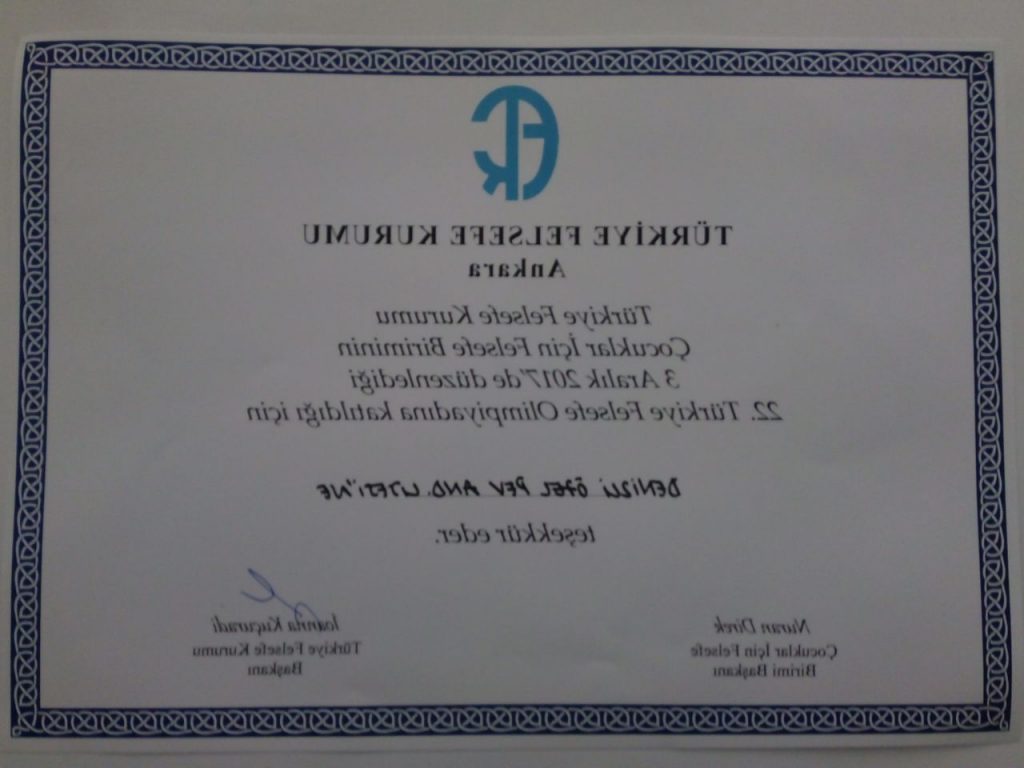 TÜRKİYE FELSEFE KURUMU
Ankara
Türkiye Felsefe Kurumu
Çocuklar İçin Felsefe Biriminin
3 Aralık 2017'de düzenlediği
22. Türkiye Felsefe Olimpiyadına katıldığı için
DENİZLİ ÖZEL PEV AND. LİSESİ'NE
teşekkür eder.
Nuran Direk
Çocuklar İçin Felsefe
Birimi Başkanı
İoanna Kuçuradi
Türkiye Felsefe Kurumu
Başkanı